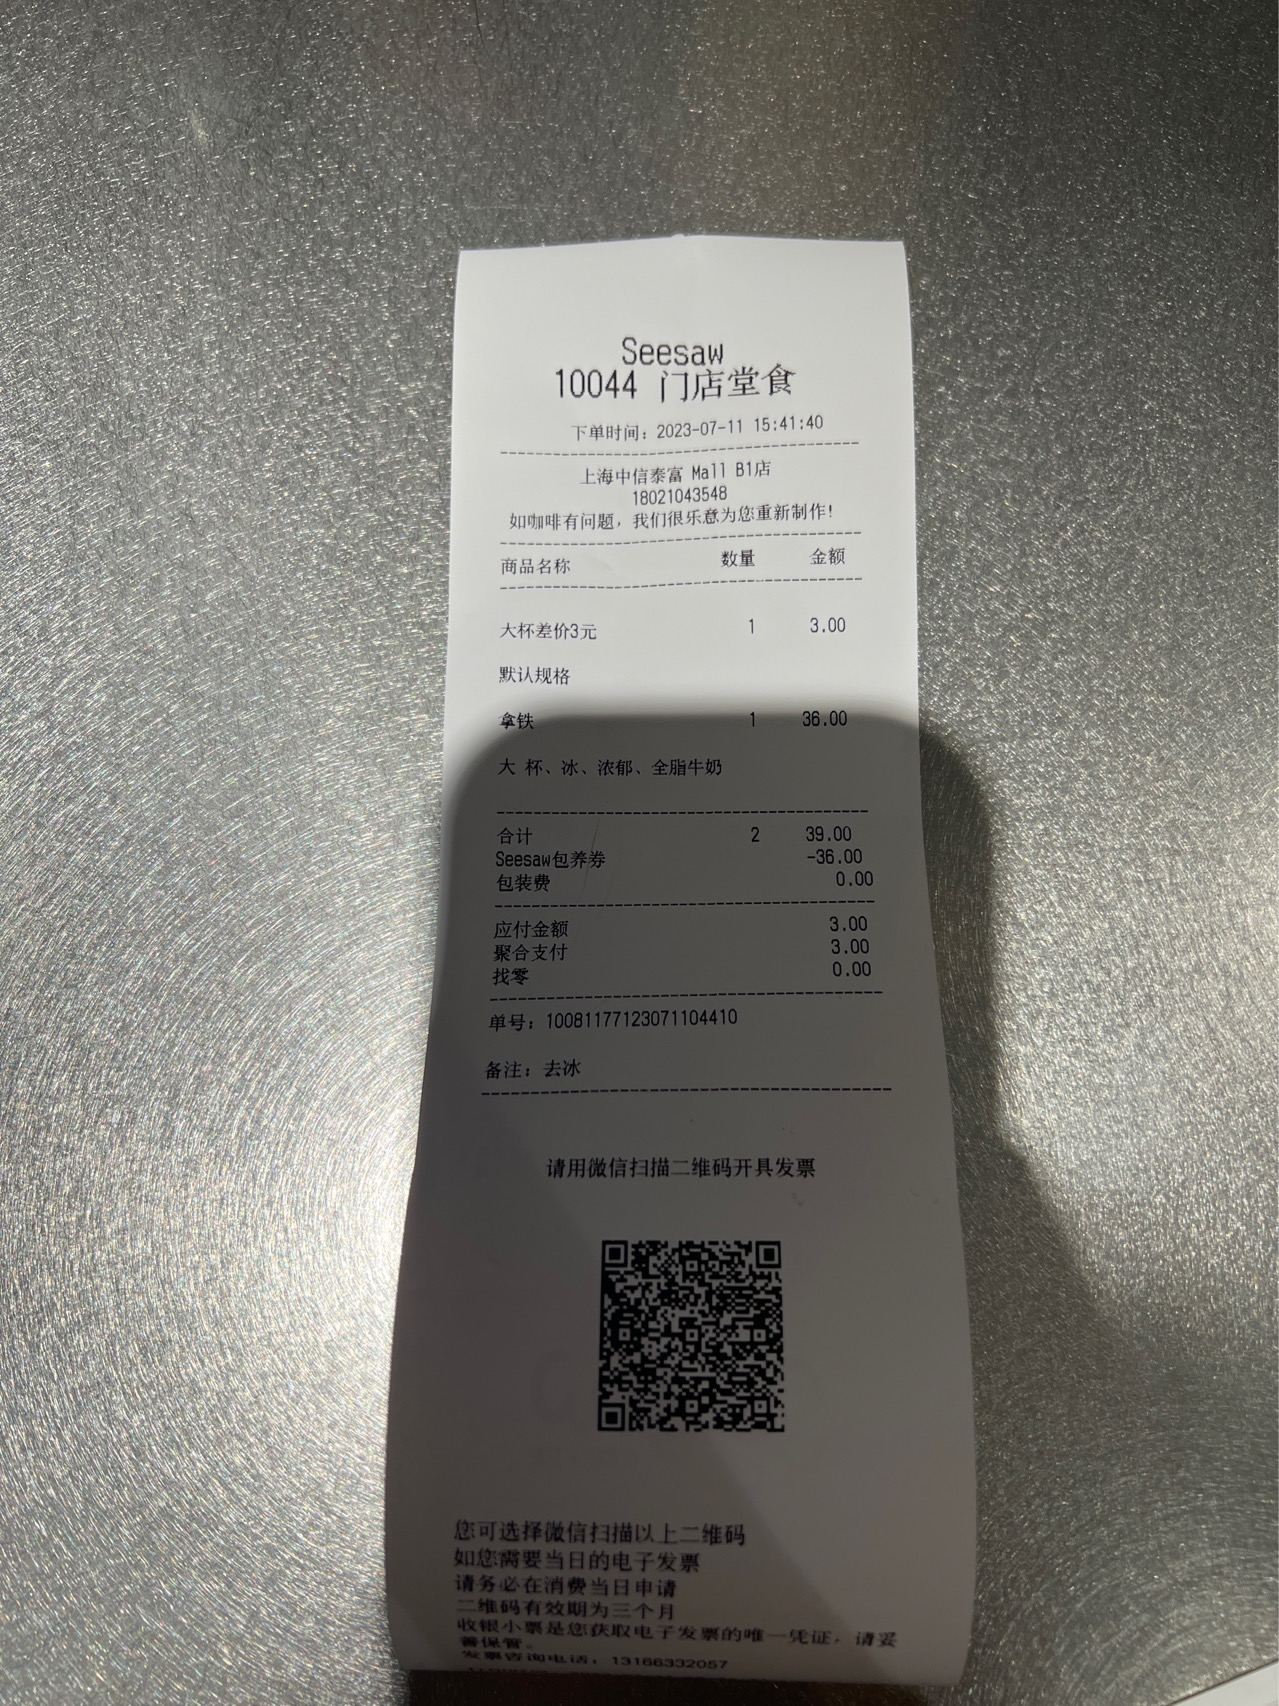 Seesaw
10044 门店堂食
下单时间：2023-07-11 15:41:40
上海中信泰富 Mall B1店
18021043548
如咖啡有问题，我们很乐意为您重新制作！
商品名称 数量 金额
大杯差价3元 1 3.00
默认规格
拿铁 1 36.00
大 杯、冰、浓郁、全脂牛奶
合计 2 39.00
Seesaw包养券 -36.00
包装费 0.00
应付金额 3.00
聚合支付 3.00
找零 0.00
单号：10081177123071104410
备注：去冰
请用微信扫描二维码开具发票
您可选择微信扫描以上二维码
如您需要当日的电子发票
请务必在消费当日申请
二维码有效期为三个月
收银小票是您获取电子发票的唯一凭证，请妥
善保管。
发票咨询电话：13166332057